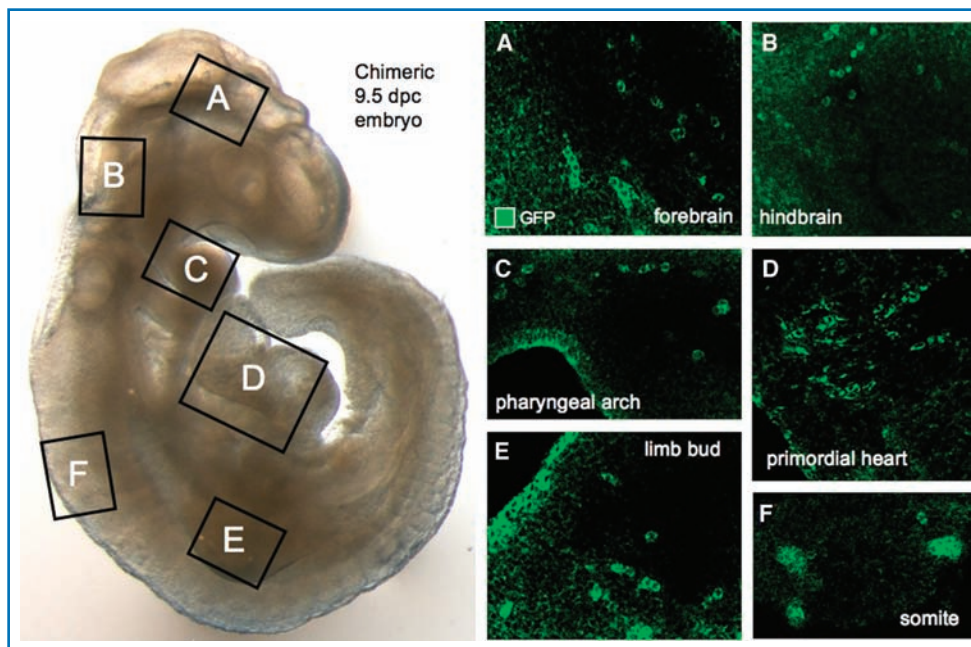 Chimeric
9.5 dpc
embryo
A
B
C
D
F
E
A
GFP
forebrain
B
hindbrain
C
pharyngeal arch
D
primordial heart
E
limb bud
F
somite